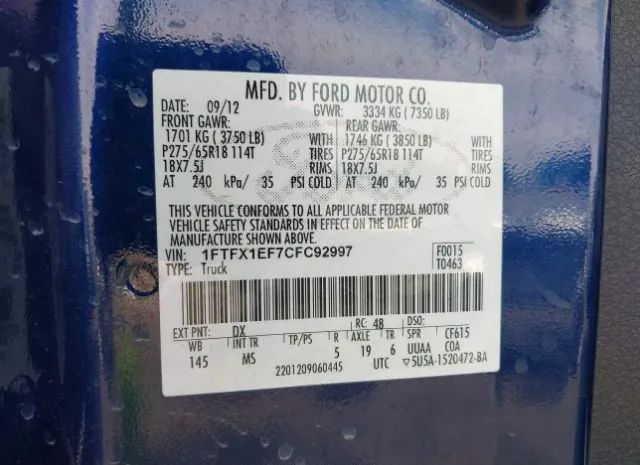 MFD. BY FORD MOTOR CO.
DATE: 09/12 GVWR: 3334 KG ( 7350 LB)
FRONT GAWR: REAR GAWR:
1701 KG ( 3750 LB) WITH 1746 KG ( 3850 LB) WITH
P275/65R18 114T TIRES P275/65R18 114T TIRES
18X7.5J RIMS 18X7.5J RIMS
AT 240 kPa/ 35 PSI COLD AT 240 kPa/ 35 PSI COLD
THIS VEHICLE CONFORMS TO ALL APPLICABLE FEDERAL MOTOR
VEHICLE SAFETY STANDARDS IN EFFECT ON THE DATE OF
MANUFACTURE SHOWN ABOVE.
VIN: 1FTFX1EF7CFC92997 F0015
TYPE: Truck T0463
EXT PNT: DX RC: 48 DSO:
WB INT TR TP/PS R AXLE TR SPR CF615
145 MS 5 19 6 UUAA COA
2201209060445 UTC ▽5U5A-1520472-BA